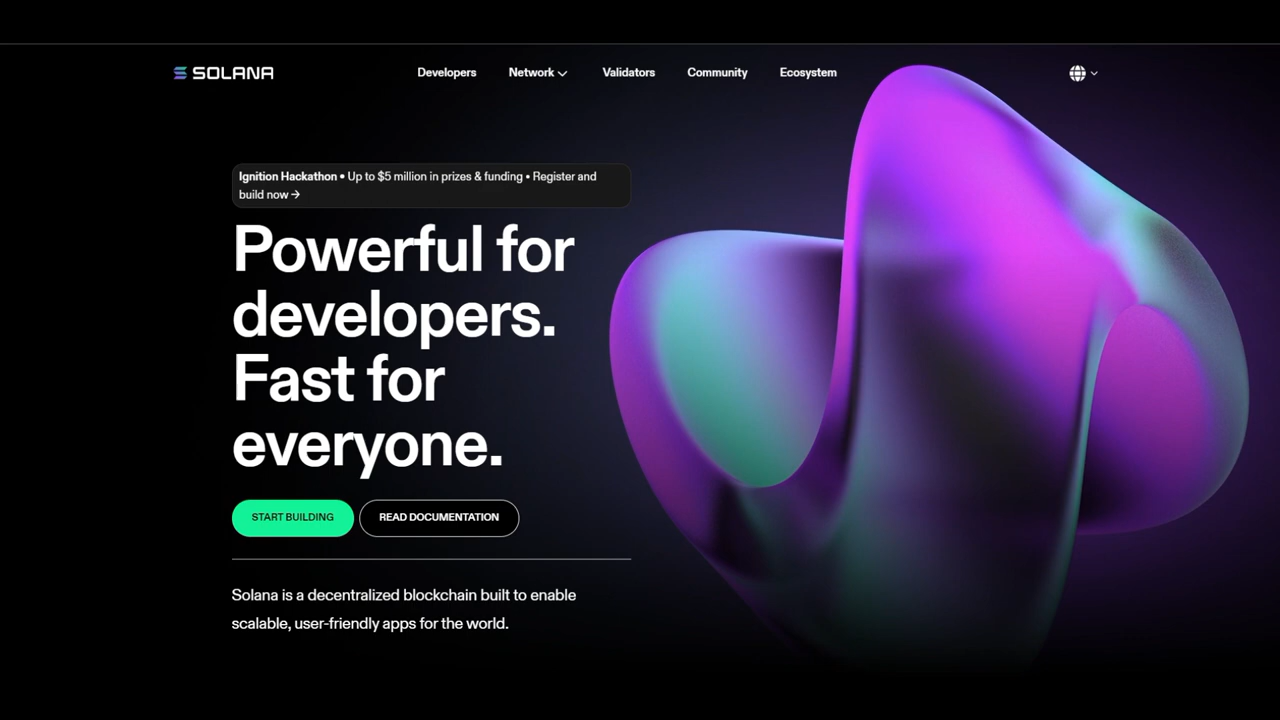 SOLANA
Developers Network Validators Community Ecosystem
Ignition Hackathon • Up to $5 million in prizes & funding • Register and
build now →
Powerful for
developers.
Fast for
everyone.
START BUILDING READ DOCUMENTATION
Solana is a decentralized blockchain built to enable
scalable, user-friendly apps for the world.